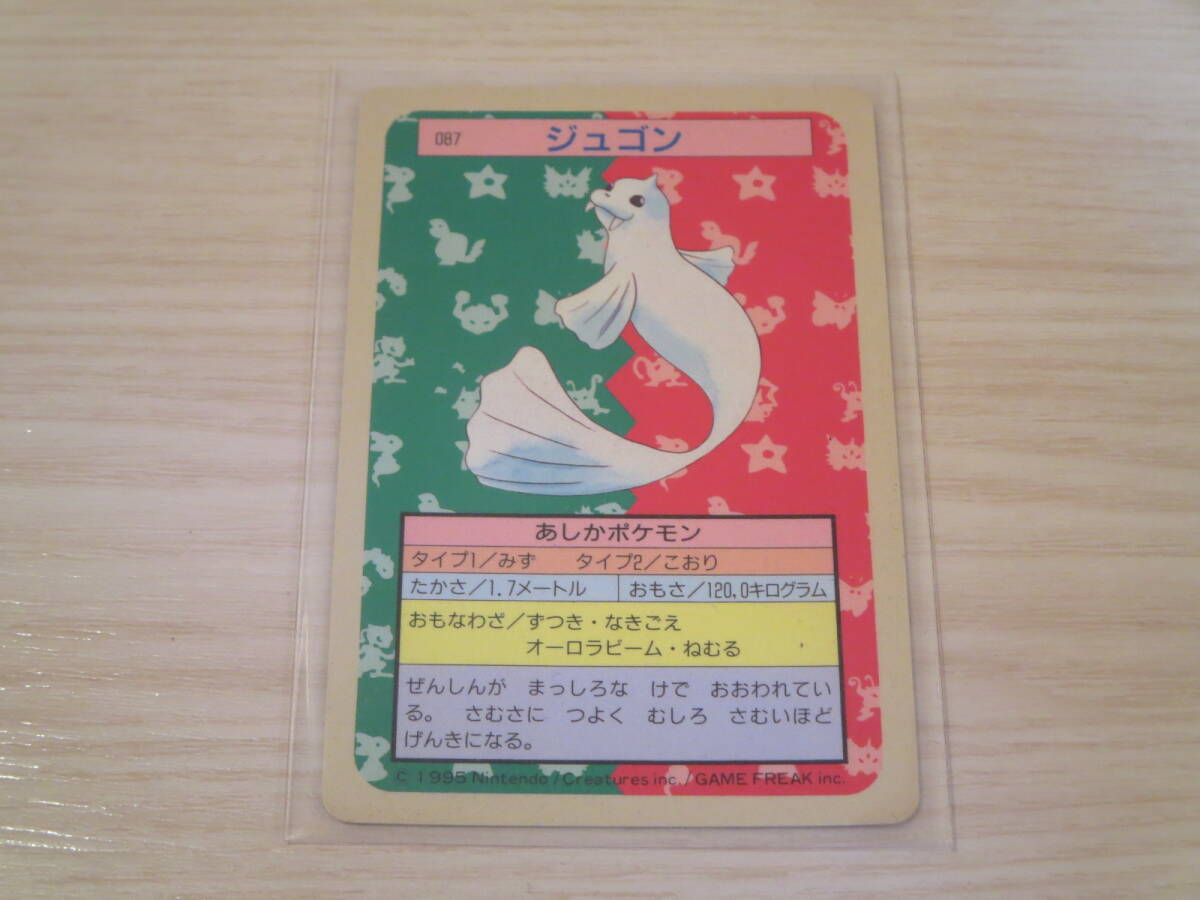 087 ジュゴン
あしかポケモン
タイプ1/みず タイプ2/こおり
たかさ/1.7メートル おもさ/120.0キログラム
おもなわざ/ずつき・なきごえ
オーロラビーム・ねむる
ぜんしんが まっしろな けで おおわれてい
る。 さむさに つよく むしろ さむいほど
げんきになる。
© 1995 Nintendo/Creatures inc./GAME FREAK inc.